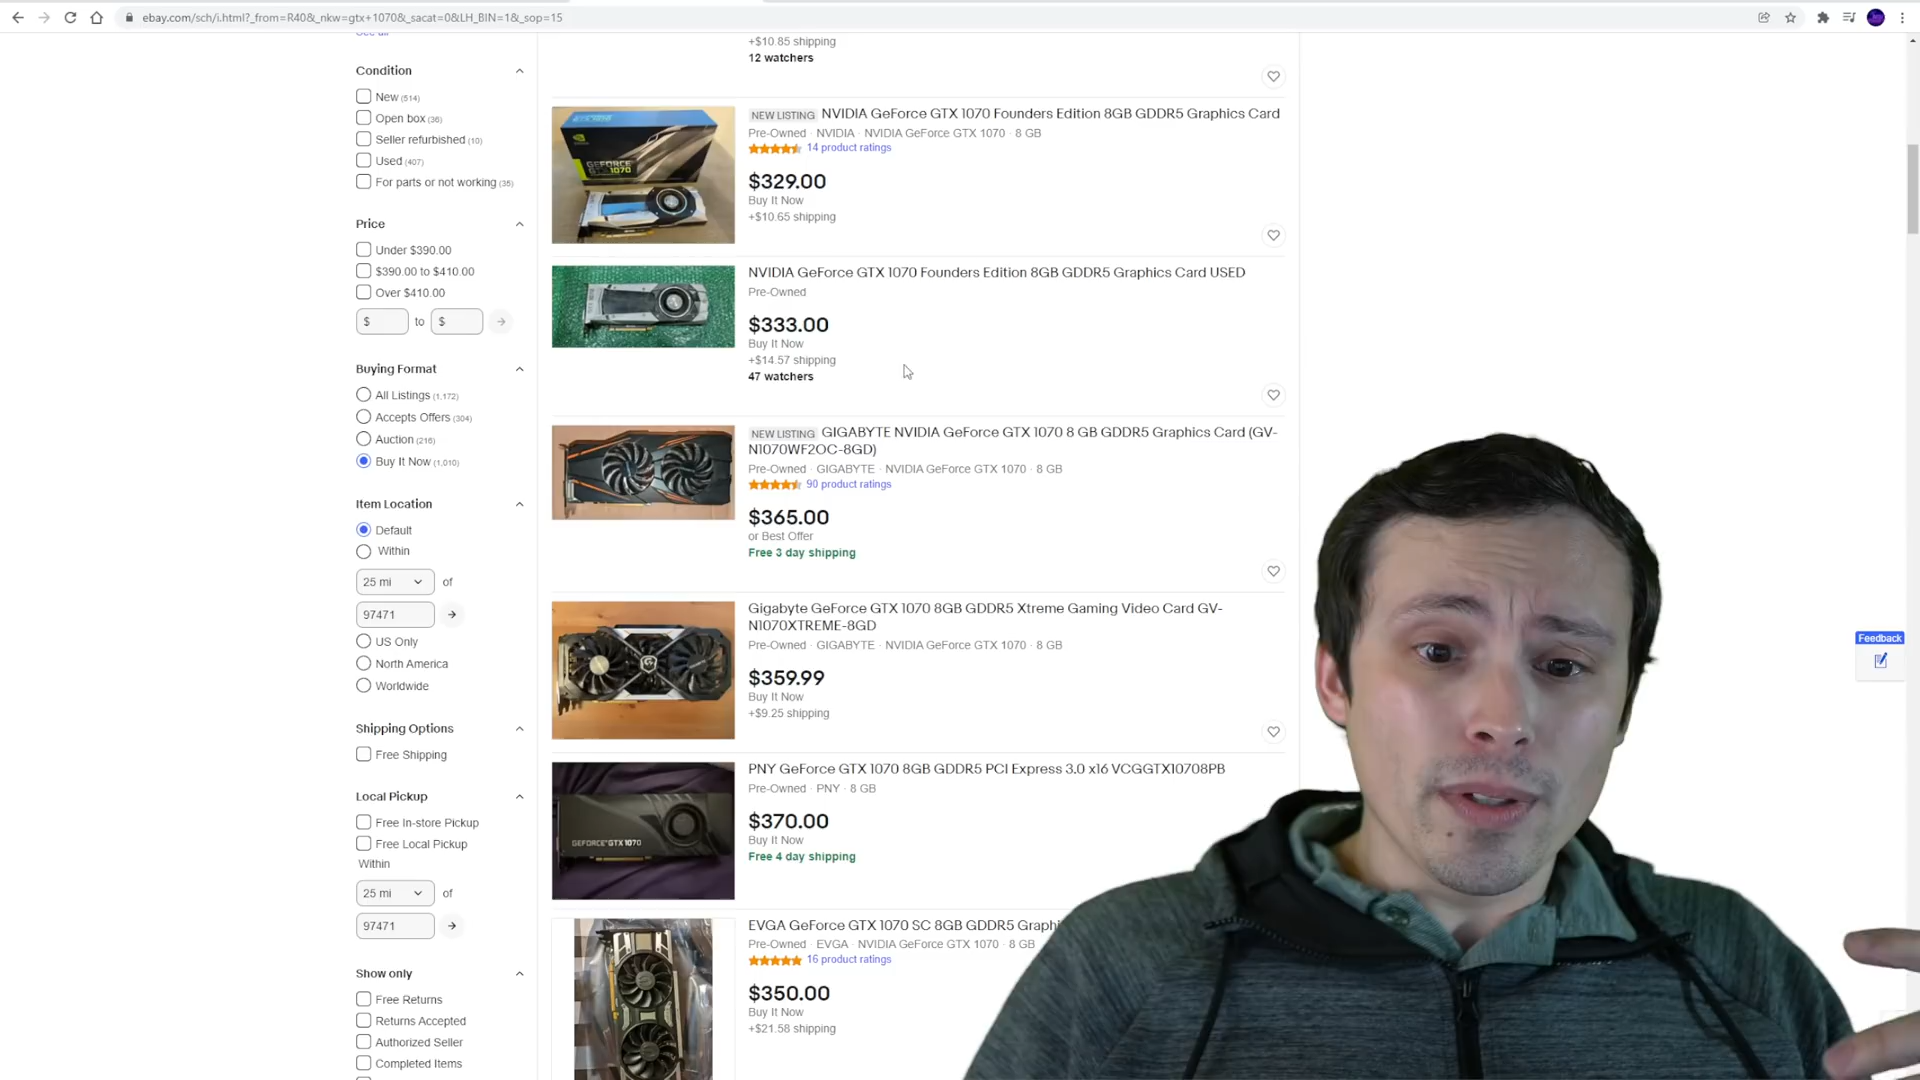 ebay.com/sch/i.html?_from=R40&_nkw=gtx+1070&_sacat=0&LH_BIN=1&_sop=15
See all
Condition
New (514)
Open box (36)
Seller refurbished (10)
Used (407)
For parts or not working (35)
Price
Under $390.00
$390.00 to $410.00
Over $410.00
$ to $
Buying Format
All Listings (1,172)
Accepts Offers (304)
Auction (216)
Buy It Now (1,010)
Item Location
Default
Within
25 mi of
97471
US Only
North America
Worldwide
Shipping Options
Free Shipping
Local Pickup
Free In-store Pickup
Free Local Pickup
Within
25 mi of
97471
Show only
Free Returns
Returns Accepted
Authorized Seller
Completed Items
+$10.85 shipping
12 watchers
NEW LISTING NVIDIA GeForce GTX 1070 Founders Edition 8GB GDDR5 Graphics Card
Pre-Owned · NVIDIA · NVIDIA GeForce GTX 1070 · 8 GB
14 product ratings
$329.00
Buy It Now
+$10.65 shipping
GEFORCE
GTX 1070
NVIDIA GeForce GTX 1070 Founders Edition 8GB GDDR5 Graphics Card USED
Pre-Owned
$333.00
Buy It Now
+$14.57 shipping
47 watchers
NEW LISTING GIGABYTE NVIDIA GeForce GTX 1070 8 GB GDDR5 Graphics Card (GV-
N1070WF2OC-8GD)
Pre-Owned · GIGABYTE · NVIDIA GeForce GTX 1070 · 8 GB
90 product ratings
$365.00
or Best Offer
Free 3 day shipping
Gigabyte GeForce GTX 1070 8GB GDDR5 Xtreme Gaming Video Card GV-
N1070XTREME-8GD
Pre-Owned · GIGABYTE · NVIDIA GeForce GTX 1070 · 8 GB
$359.99
Buy It Now
+$9.25 shipping
PNY GeForce GTX 1070 8GB GDDR5 PCI Express 3.0 x16 VCGGTX10708PB
Pre-Owned · PNY · 8 GB
$370.00
Buy It Now
Free 4 day shipping
GEFORCE GTX 1070
EVGA GeForce GTX 1070 SC 8GB GDDR5 Graphi
Pre-Owned · EVGA · NVIDIA GeForce GTX 1070 · 8 GB
16 product ratings
$350.00
Buy It Now
+$21.58 shipping
Feedback